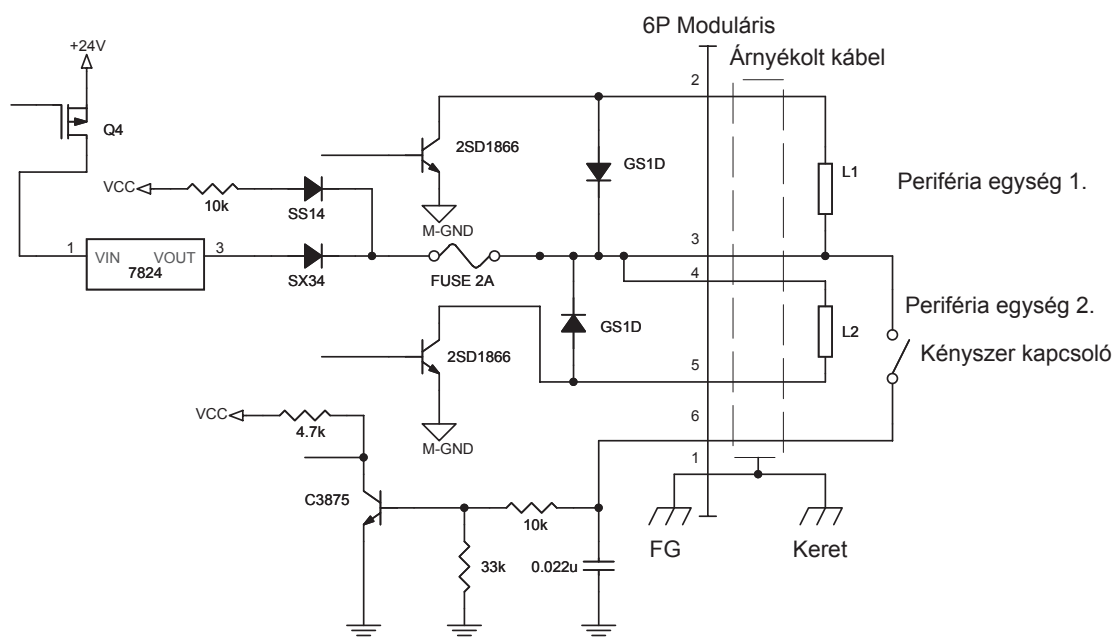 6P Moduláris
+24V
Árnyékolt kábel
2
Q4
2SD1866
GS1D
L1
Periféria egység 1.
VCC
10k
SS14
M-GND
1
VIN
VOUT
3
7824
SX34
FUSE 2A
3
4
GS1D
L2
Periféria egység 2.
2SD1866
Kényszer kapcsoló
5
VCC
4.7k
M-GND
6
1
C3875
10k
33k
0.022u
FG
Keret